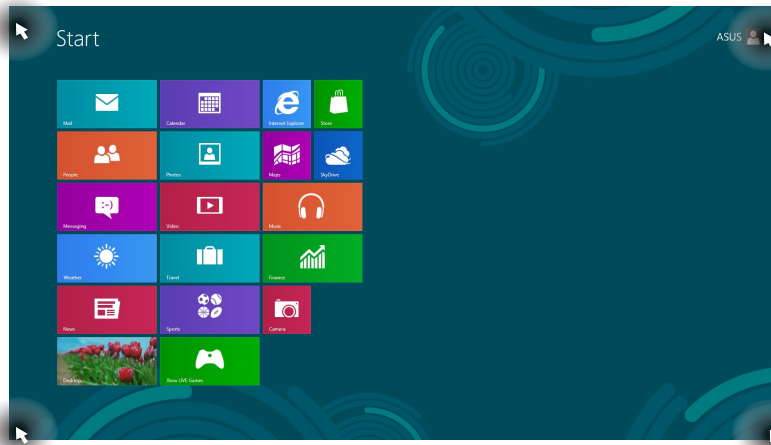 Start
ASUS
Mail
Calendar
Internet Explorer
Store
People
Photos
Maps
SkyDrive
Messaging
Video
Music
Weather
Travel
Finance
News
Sports
Camera
Desktop
Xbox LIVE Games